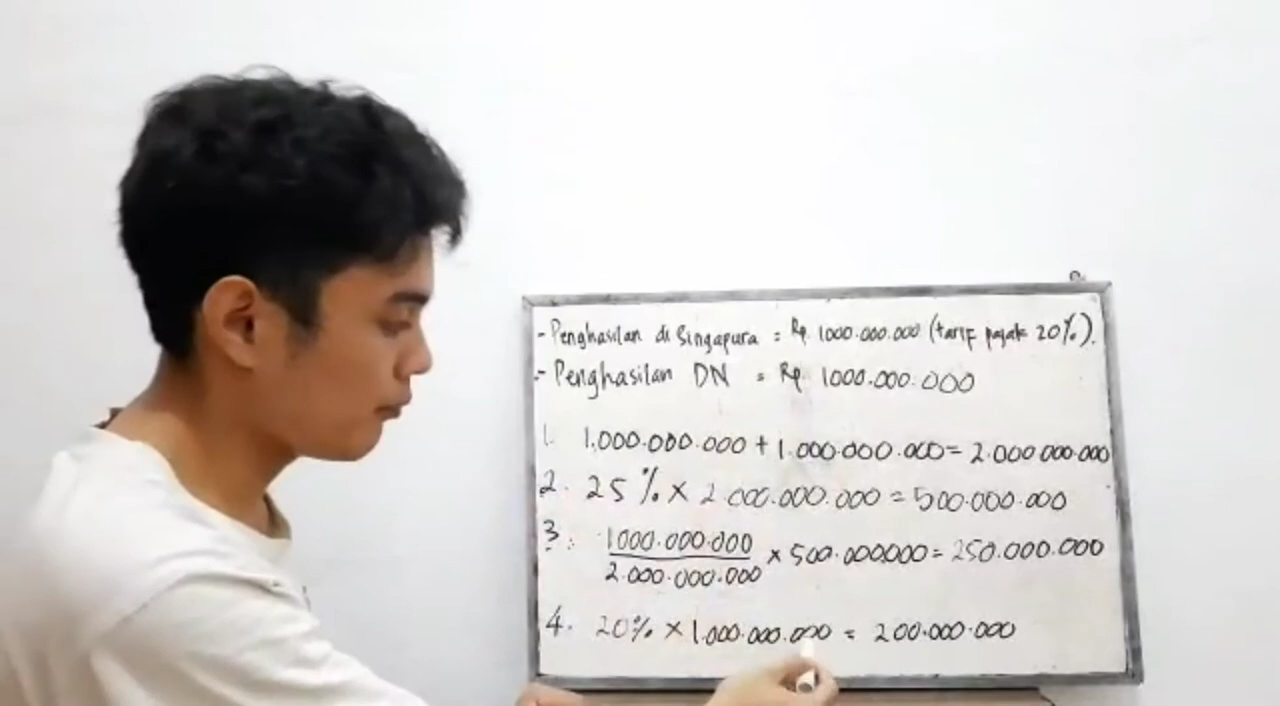 - Penghasilan di Singapura = Rp. 1000.000.000 (tarif pajak 20%).
- Penghasilan DN = Rp. 1000.000.000
1. 1.000.000.000 + 1.000.000.000 = 2.000.000.000
2. 25% × 2.000.000.000 = 500.000.000
3. 1000.000.000
2.000.000.000 × 500.000000 = 250.000.000
4. 20% × 1.000.000.000 = 200.000.000